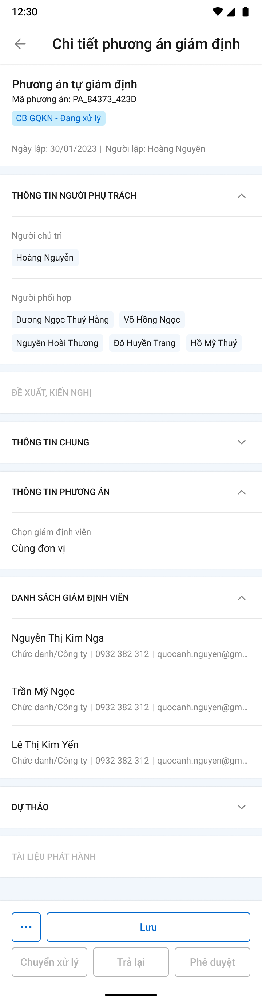 12:30
Chi tiết phương án giám định
Phương án tự giám định
Mã phương án: PA_84373_423D
CB GQKN - Đang xử lý
Ngày lập: 30/01/2023 | Người lập: Hoàng Nguyễn
THÔNG TIN NGƯỜI PHỤ TRÁCH
Người chủ trì
Hoàng Nguyễn
Người phối hợp
Dương Ngọc Thuý Hằng Võ Hồng Ngọc
Nguyễn Hoài Thương Đỗ Huyền Trang Hồ Mỹ Thuý
ĐỀ XUẤT, KIẾN NGHỊ
THÔNG TIN CHUNG
THÔNG TIN PHƯƠNG ÁN
Chọn giám định viên
Cùng đơn vị
DANH SÁCH GIÁM ĐỊNH VIÊN
Nguyễn Thị Kim Nga
Chức danh/Công ty | 0932 382 312 | quocanh.nguyen@gm...
Trần Mỹ Ngọc
Chức danh/Công ty | 0932 382 312 | quocanh.nguyen@gm...
Lê Thị Kim Yến
Chức danh/Công ty | 0932 382 312 | quocanh.nguyen@gm...
DỰ THẢO
TÀI LIỆU PHÁT HÀNH
... Lưu
Chuyển xử lý Trả lại Phê duyệt